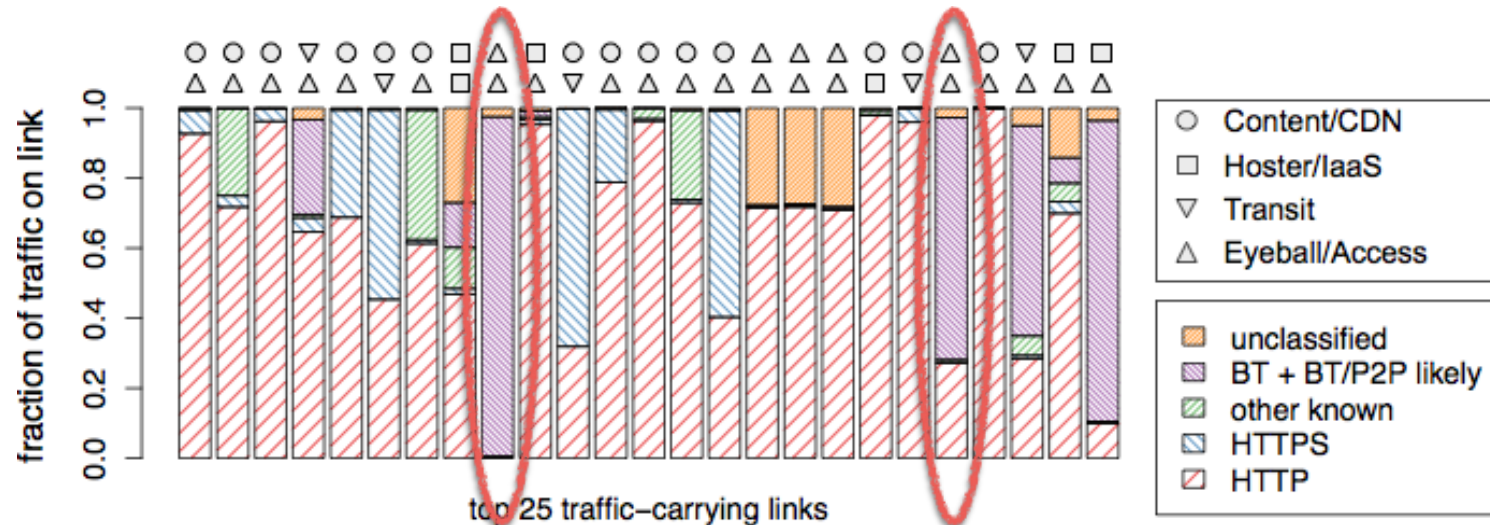 fraction of traffic on link
1.0
0.8
0.6
0.4
0.2
0.0
top 25 traffic-carrying links
Content/CDN
Hoster/IaaS
Transit
Eyeball/Access
unclassified
BT + BT/P2P likely
other known
HTTPS
HTTP